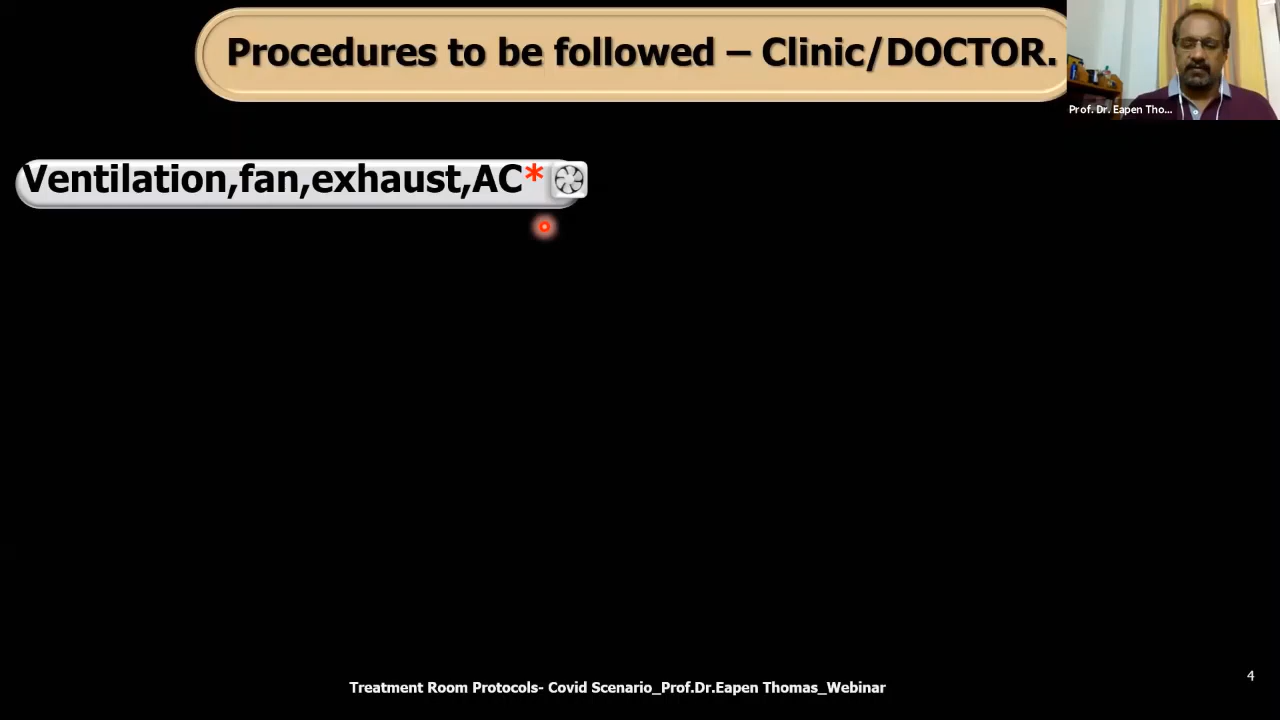 Procedures to be followed – Clinic/DOCTOR.
Prof. Dr. Eapen Tho...
Ventilation,fan,exhaust,AC*
Treatment Room Protocols- Covid Scenario_Prof.Dr.Eapen Thomas_Webinar
4